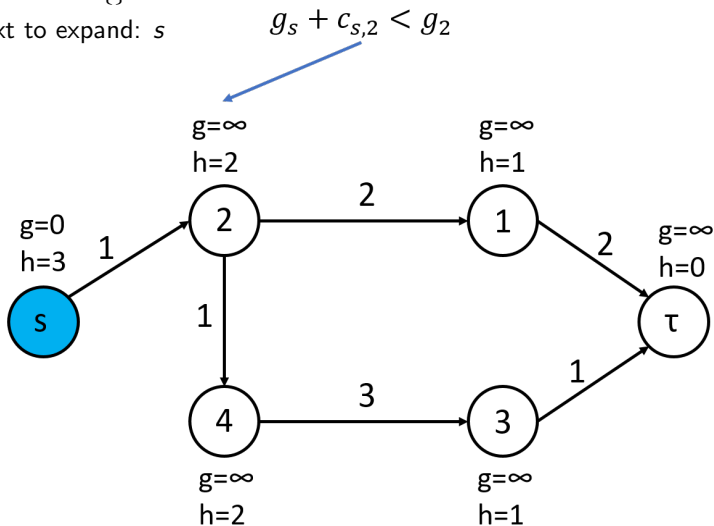 xt to expand: s
g_s + c_{s,2} < g_2
g=∞
h=2
g=∞
h=1
2
2
1
g=0
h=3
1
2
g=∞
h=0
s
1
τ
1
4
3
3
g=∞
h=2
g=∞
h=1